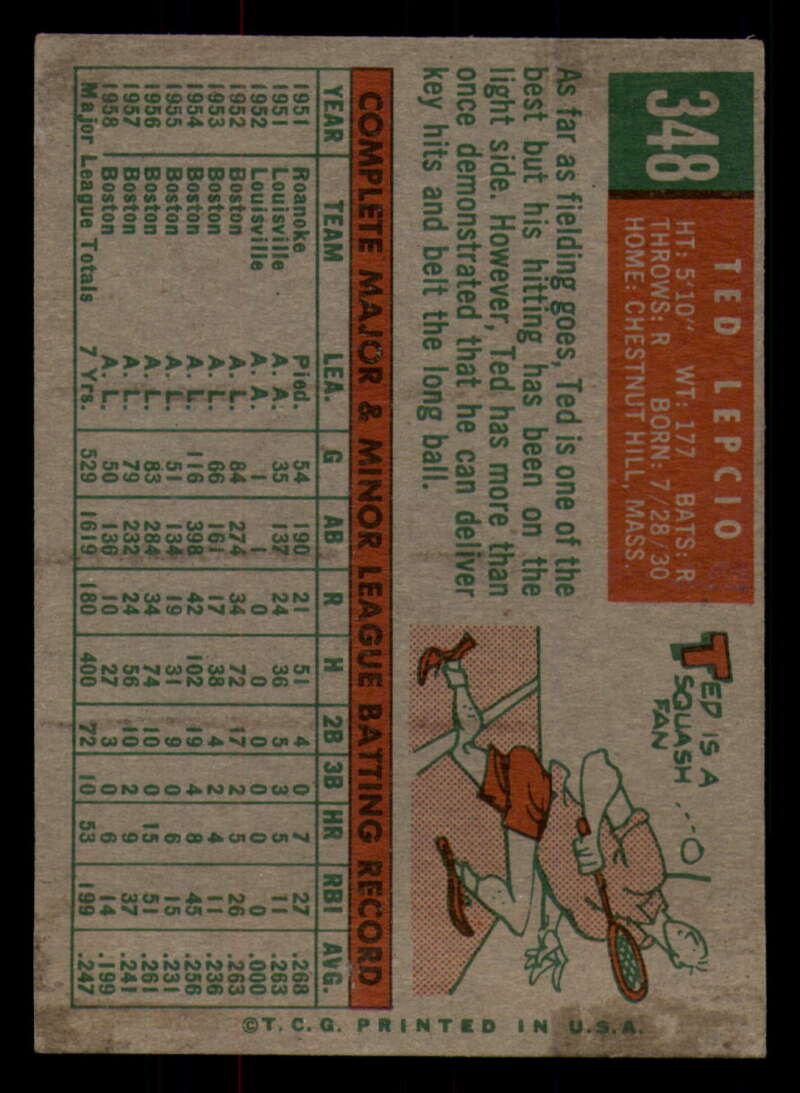 348
TED LEPCIO
HT: 5'10" WT: 177 BATS: R
THROWS: R BORN: 7/28/30
HOME: CHESTNUT HILL, MASS.
As far as fielding goes, Ted is one of the
best but his hitting has been on the
light side. However, Ted has more than
once demonstrated that he can deliver
key hits and belt the long ball.
TED IS A
SQUASH
FAN
COMPLETE MAJOR & MINOR LEAGUE BATTING RECORD
YEAR TEAM LEA. G AB R H 2B 3B HR RBI AVG.
1951 Roanoke Pied. 54 190 21 51 4 0 7 27 .268
1951 Louisville A. A. 35 137 24 36 5 3 5 11 .263
1952 Louisville A. A. 1 1 0 0 0 0 0 0 .000
1952 Boston A. L. 84 274 34 72 17 2 5 26 .263
1953 Boston A. L. 66 161 17 38 4 2 4 11 .236
1954 Boston A. L. 116 398 42 102 19 4 8 45 .256
1955 Boston A. L. 51 134 19 31 9 0 6 15 .231
1956 Boston A. L. 83 284 34 74 10 0 15 51 .261
1957 Boston A. L. 79 232 24 56 10 2 9 37 .241
1958 Boston A. L. 50 136 10 27 3 0 6 14 .199
Major League Totals 7 Yrs. 529 1619 180 400 72 10 53 199 .247
©T.C.G. PRINTED IN U.S.A.